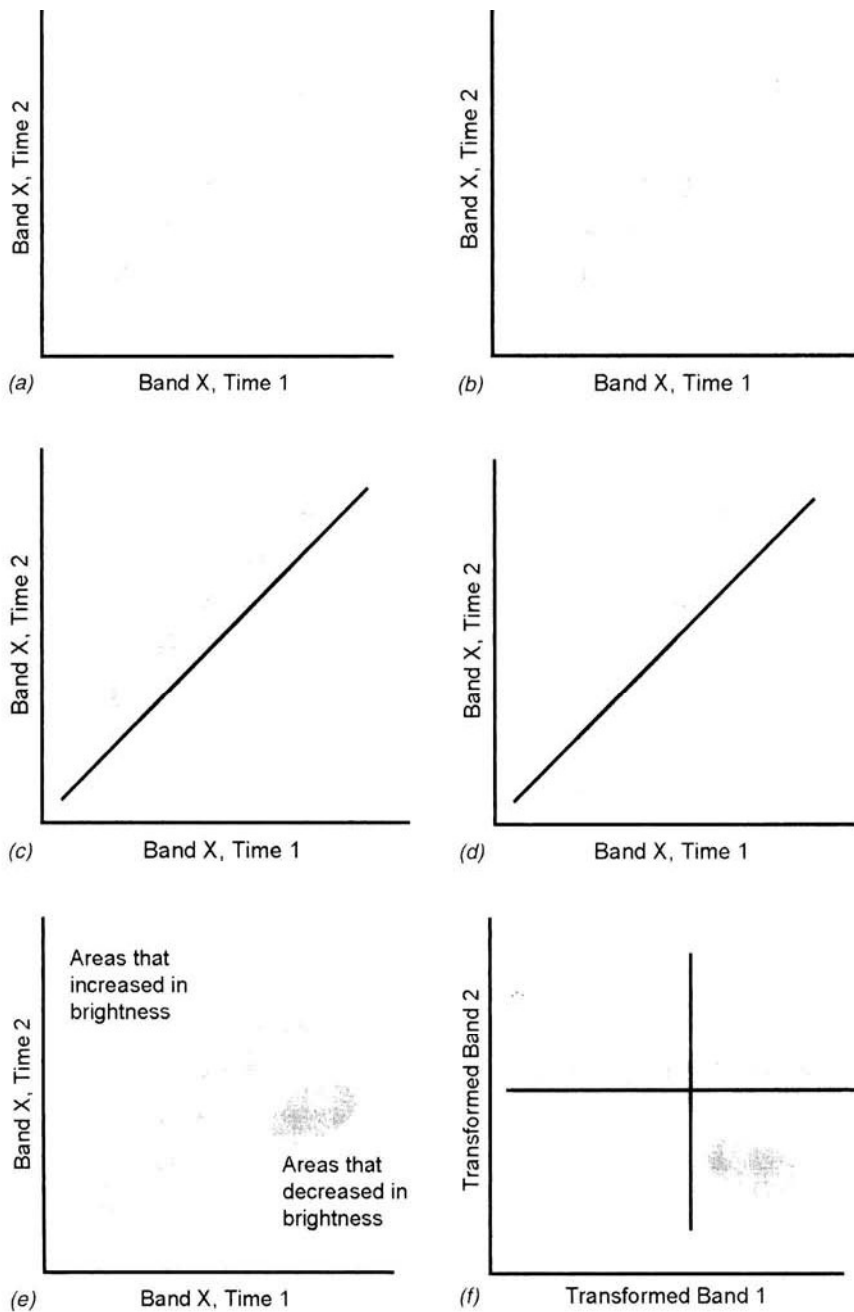 Band X, Time 2
(a)
Band X, Time 1
Band X, Time 2
(b)
Band X, Time 1
Band X, Time 2
(c)
Band X, Time 1
Band X, Time 2
(d)
Band X, Time 1
Band X, Time 2
Areas that
increased in
brightness
Areas that
decreased in
brightness
(e)
Band X, Time 1
Transformed Band 2
(f)
Transformed Band 1